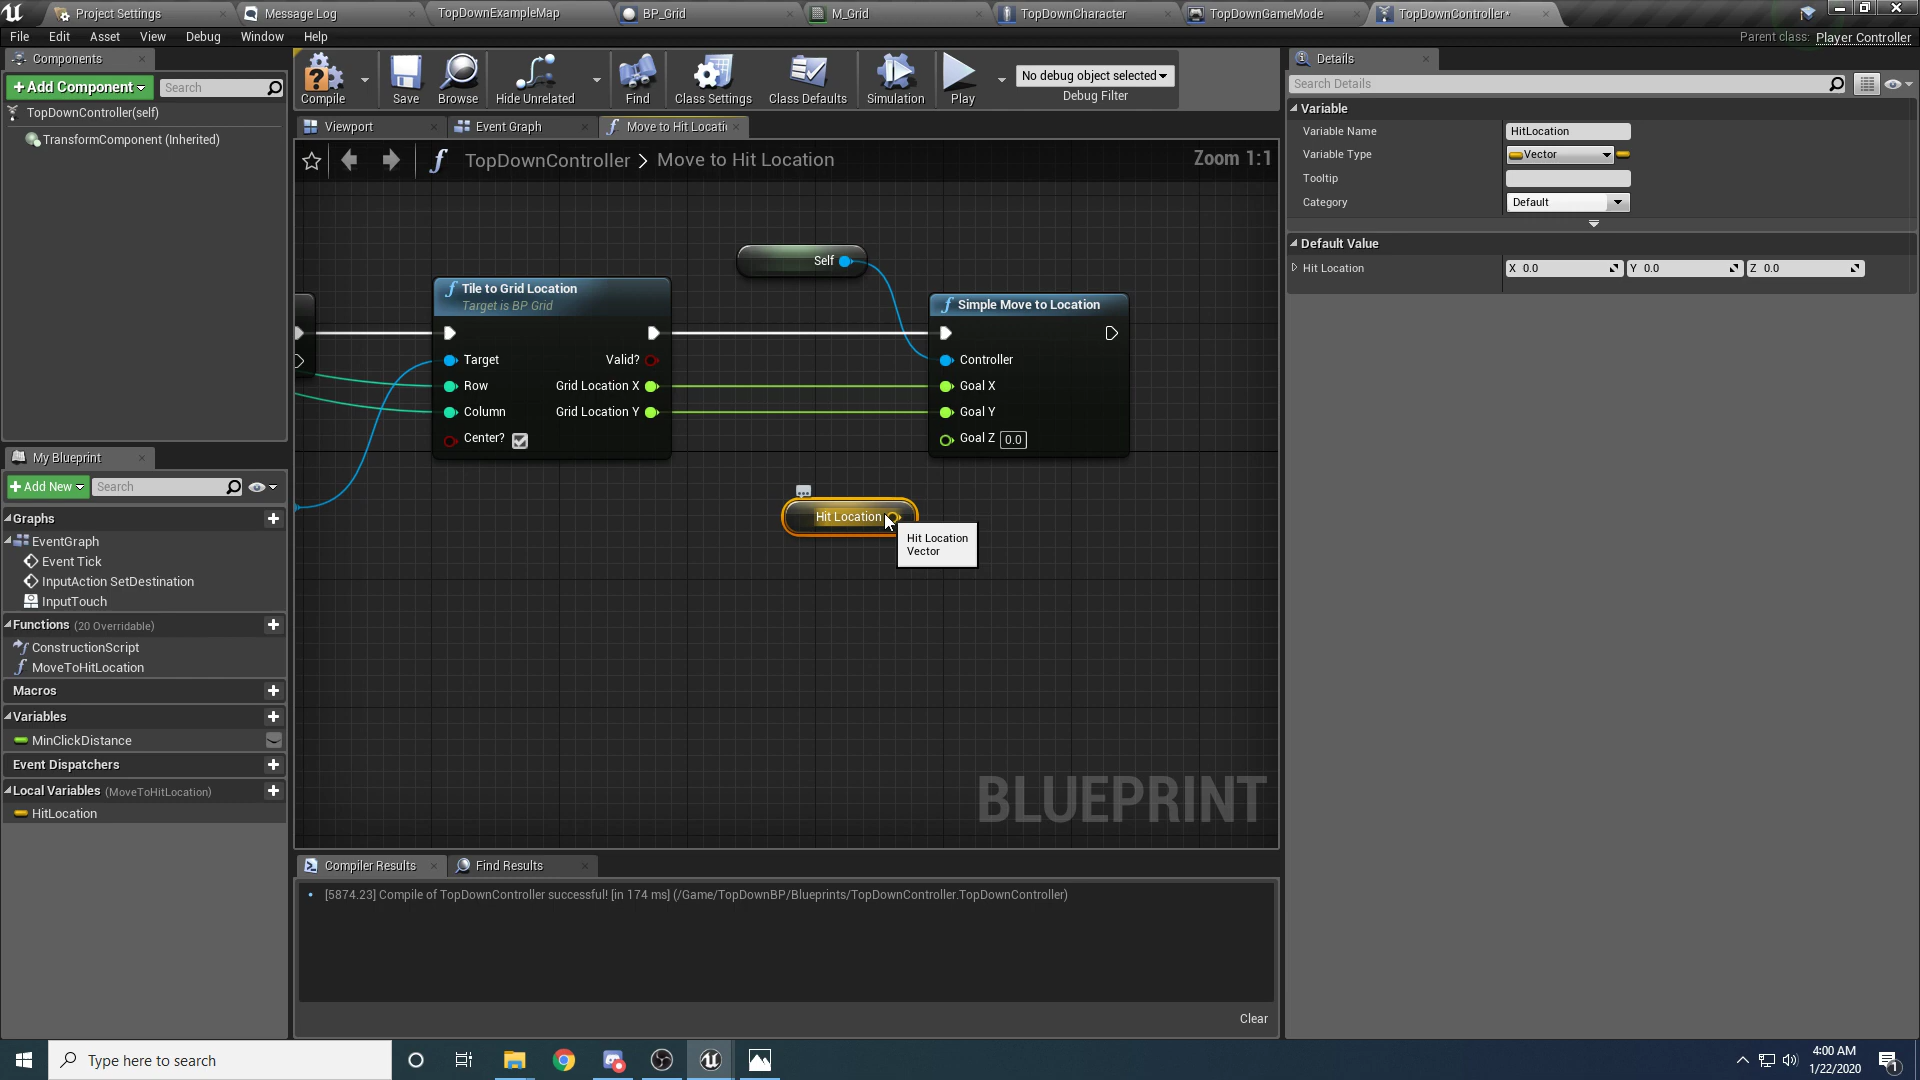 Project Settings
Message Log
TopDownExampleMap
BP_Grid
M_Grid
TopDownCharacter
TopDownGameMode
TopDownController*
File Edit Asset View Debug Window Help
Parent class: Player Controller
Components
+Add Component
Search
TopDownController(self)
TransformComponent (Inherited)
Compile
Save
Browse
Hide Unrelated
Find
Class Settings
Class Defaults
Simulation
Play
No debug object selected
Debug Filter
Viewport
Event Graph
Move to Hit Locati
TopDownController > Move to Hit Location
Zoom 1:1
Self
Tile to Grid Location
Target is BP Grid
Target
Valid?
Row
Grid Location X
Column
Grid Location Y
Center?
Simple Move to Location
Controller
Goal X
Goal Y
Goal Z 0.0
Hit Location
Hit Location
Vector
BLUEPRINT
My Blueprint
+Add New
Search
Graphs
EventGraph
Event Tick
InputAction SetDestination
InputTouch
Functions (20 Overridable)
ConstructionScript
MoveToHitLocation
Macros
Variables
MinClickDistance
Event Dispatchers
Local Variables (MoveToHitLocation)
HitLocation
Compiler Results
Find Results
[5874.23] Compile of TopDownController successful! [in 174 ms] (/Game/TopDownBP/Blueprints/TopDownController.TopDownController)
Clear
Details
Search Details
Variable
Variable Name HitLocation
Variable Type Vector
Tooltip
Category Default
Default Value
Hit Location X 0.0 Y 0.0 Z 0.0
Type here to search
4:00 AM
1/22/2020
1